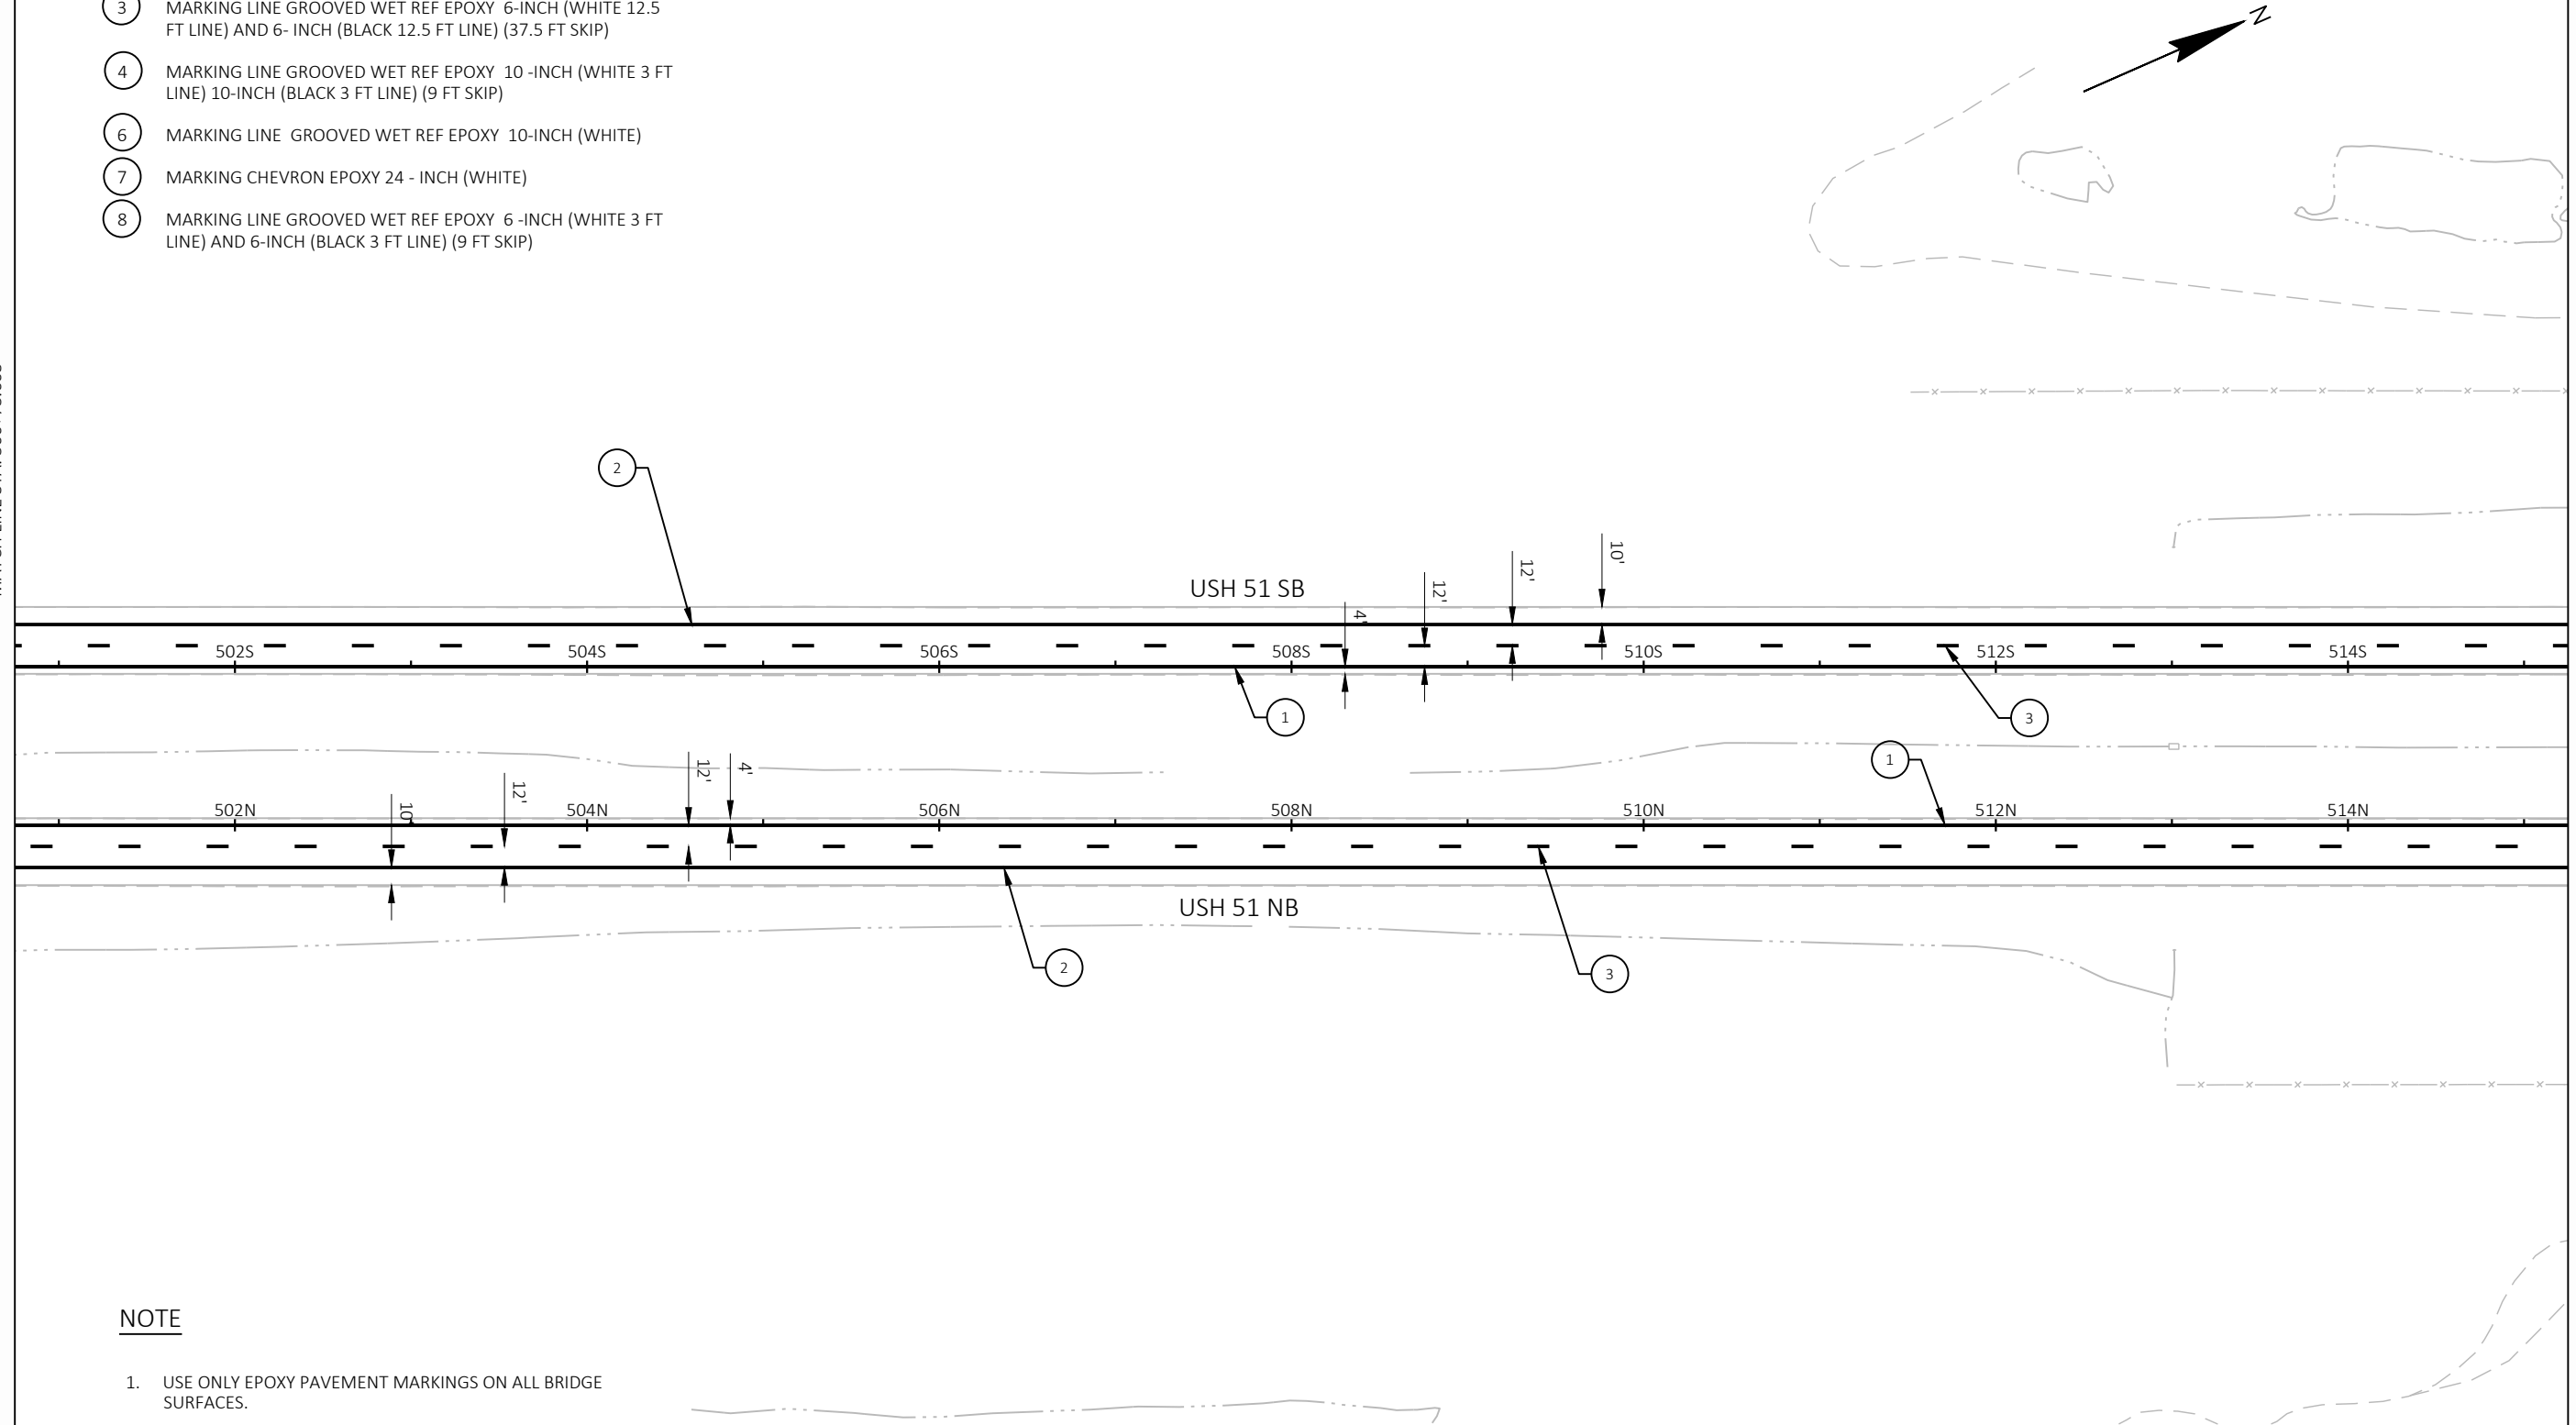 3
MARKING LINE GROOVED WET REF EPOXY 6-INCH (WHITE 12.5
FT LINE) AND 6- INCH (BLACK 12.5 FT LINE) (37.5 FT SKIP)
4
MARKING LINE GROOVED WET REF EPOXY 10 -INCH (WHITE 3 FT
LINE) 10-INCH (BLACK 3 FT LINE) (9 FT SKIP)
6
MARKING LINE GROOVED WET REF EPOXY 10-INCH (WHITE)
7
MARKING CHEVRON EPOXY 24 - INCH (WHITE)
8
MARKING LINE GROOVED WET REF EPOXY 6 -INCH (WHITE 3 FT
LINE) AND 6-INCH (BLACK 3 FT LINE) (9 FT SKIP)
N
2
USH 51 SB
4'
12'
12'
10'
502S
504S
506S
508S
510S
512S
514S
1
3
1
10'
12'
12'
4'
502N
504N
506N
508N
510N
512N
514N
USH 51 NB
2
3
NOTE
1. USE ONLY EPOXY PAVEMENT MARKINGS ON ALL BRIDGE
SURFACES.